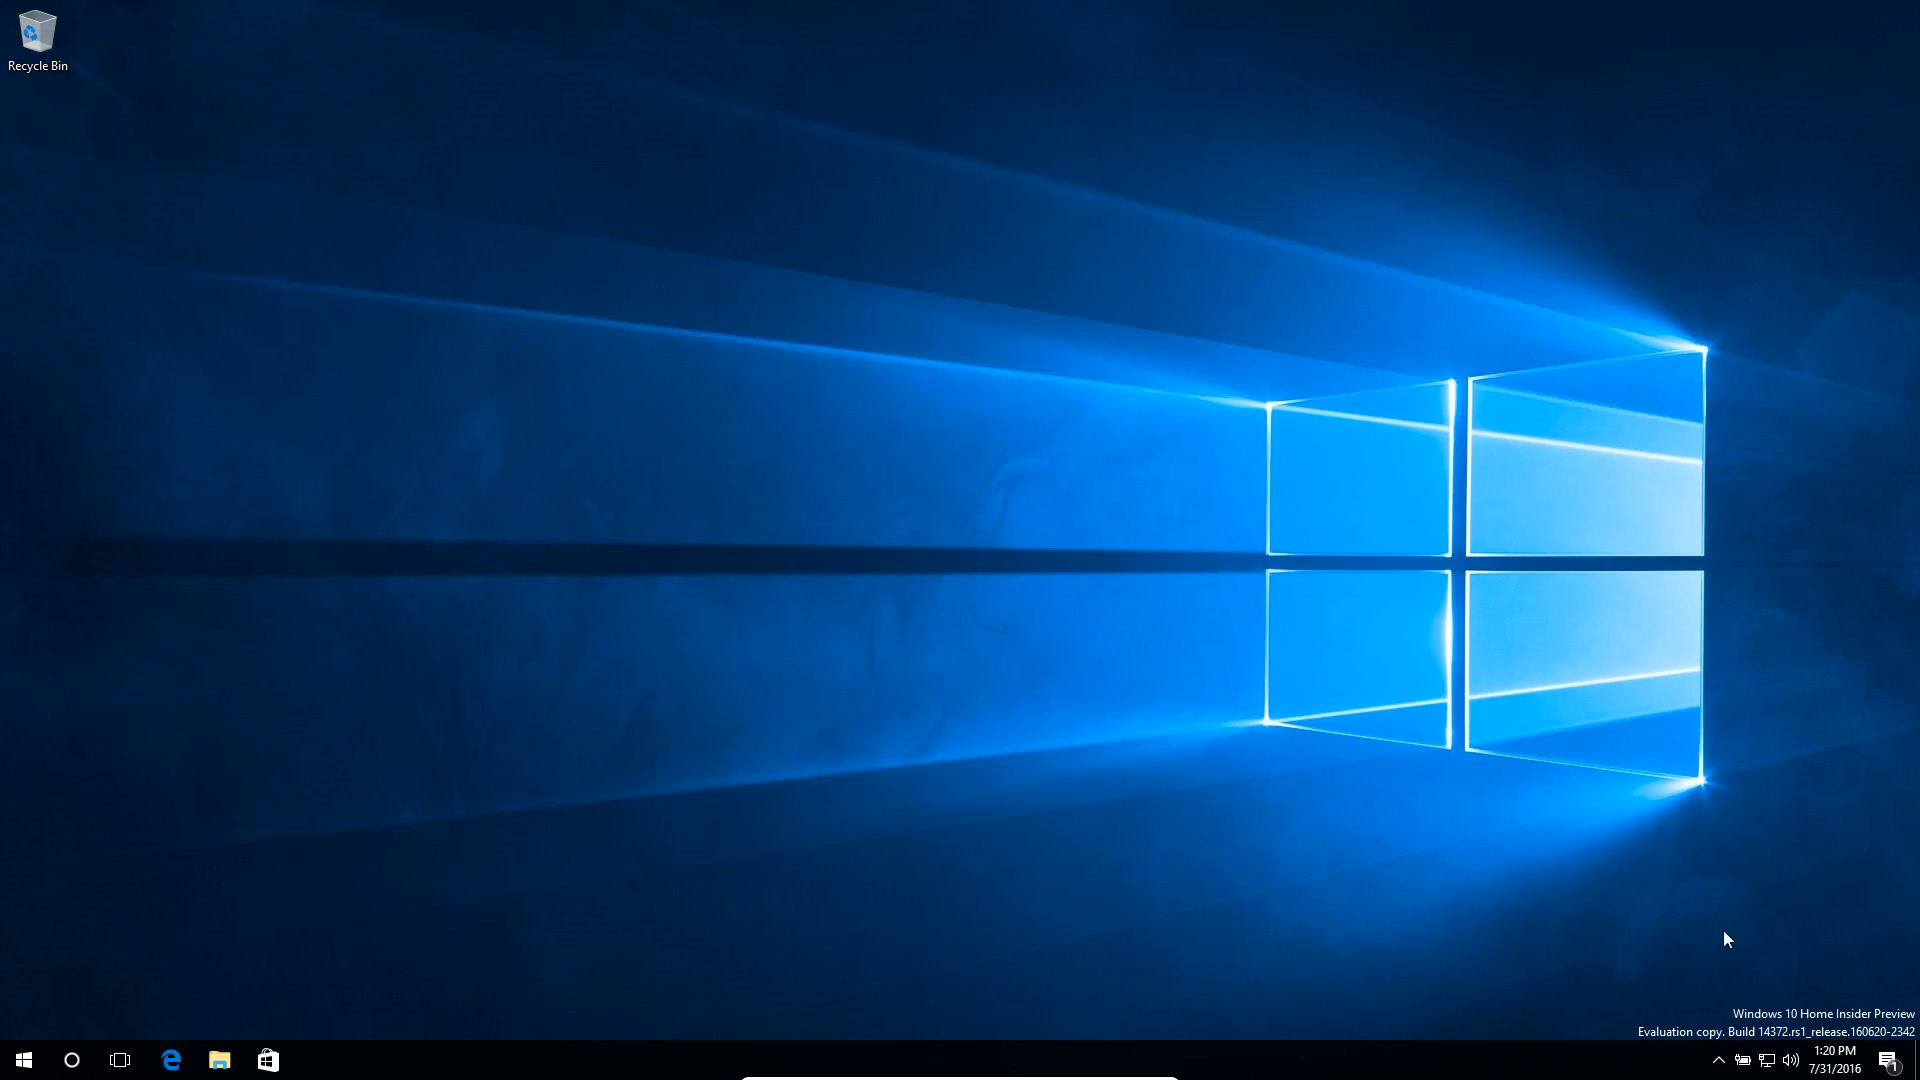 Recycle Bin
Windows 10 Home Insider Preview
Evaluation copy. Build 14372.rs1_release.160620-2342
1:20 PM
7/31/2016
1